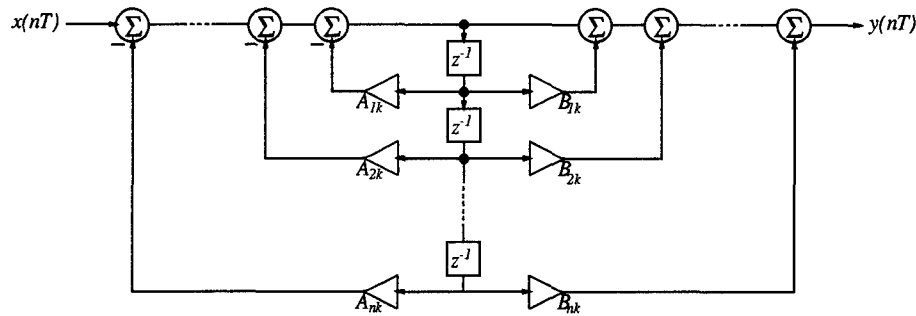 x(nT) Σ Σ Σ Σ Σ Σ y(nT)
− − −
z⁻¹
A₁ₖ B₁ₖ
z⁻¹
A₂ₖ B₂ₖ
z⁻¹
Aₙₖ Bₙₖ